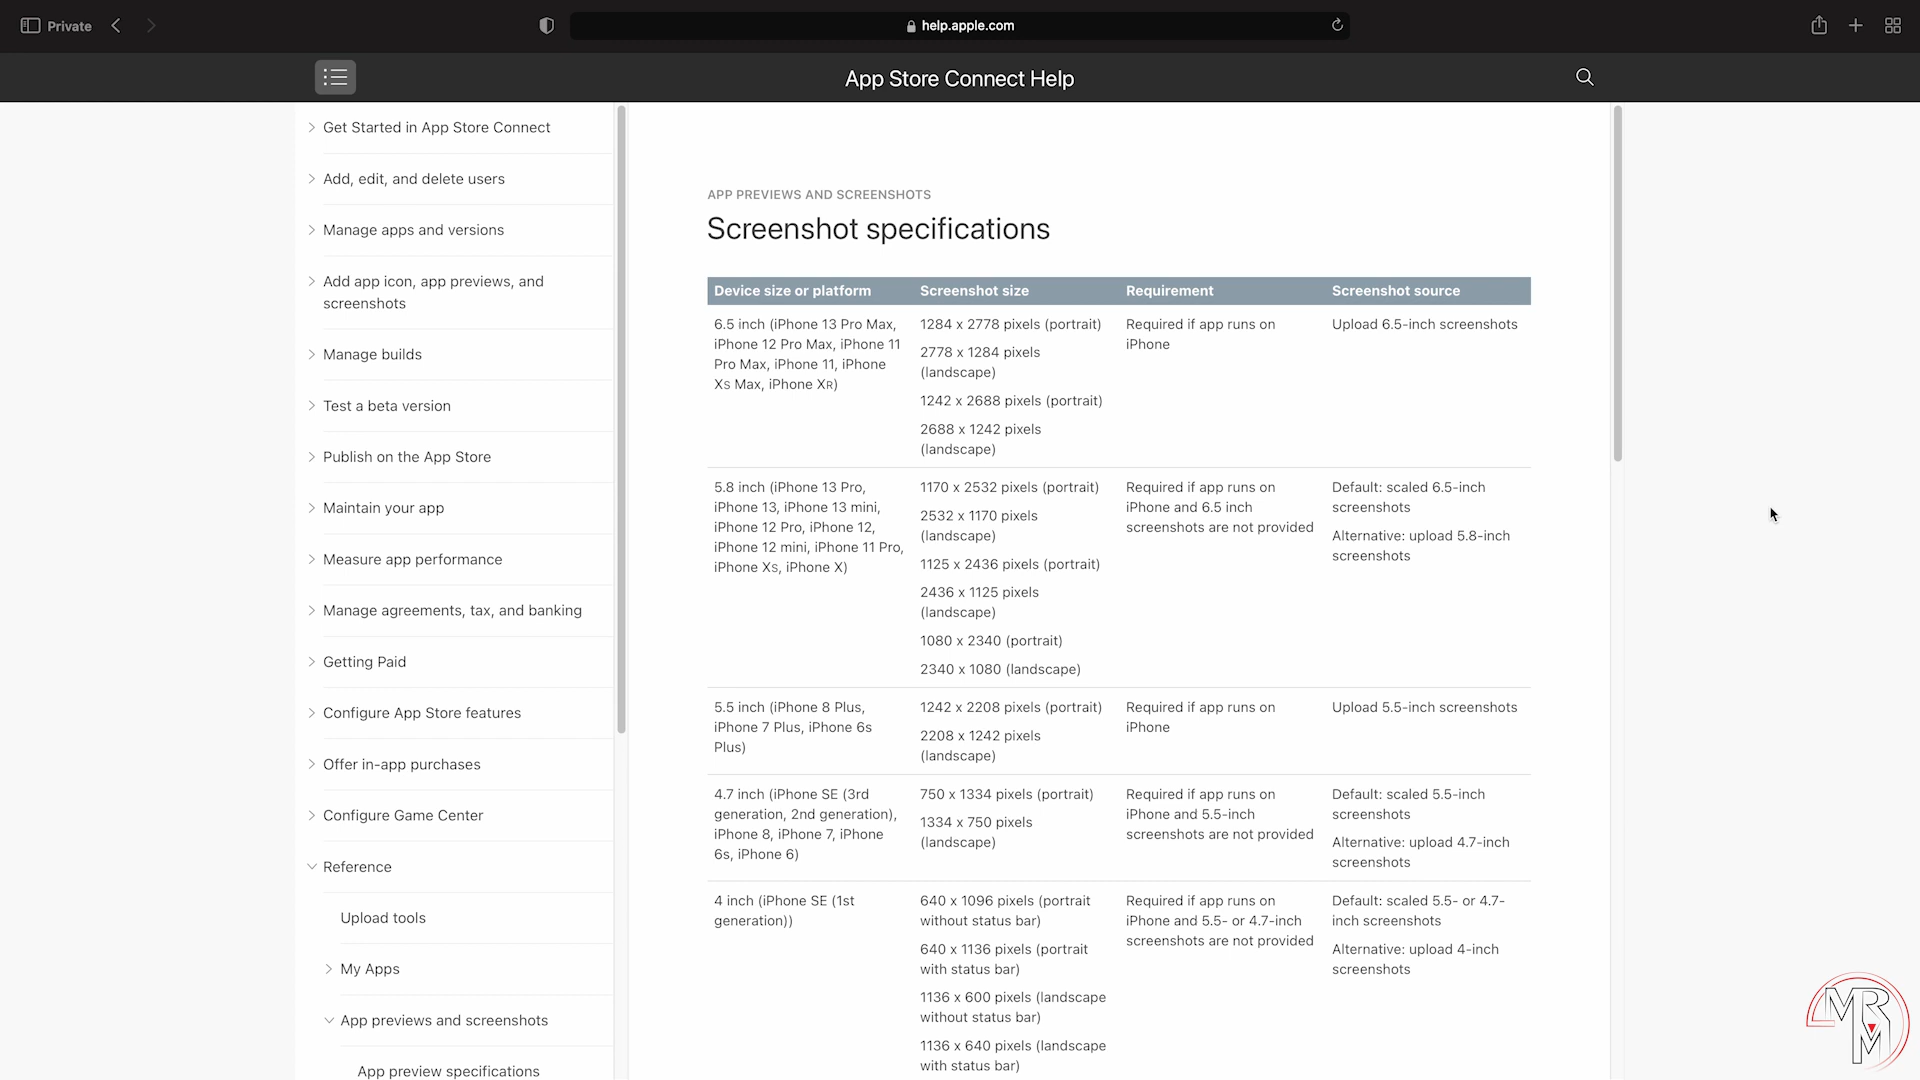 Private
help.apple.com
App Store Connect Help
Get Started in App Store Connect
Add, edit, and delete users
Manage apps and versions
Add app icon, app previews, and
screenshots
Manage builds
Test a beta version
Publish on the App Store
Maintain your app
Measure app performance
Manage agreements, tax, and banking
Getting Paid
Configure App Store features
Offer in-app purchases
Configure Game Center
Reference
Upload tools
My Apps
App previews and screenshots
App preview specifications
APP PREVIEWS AND SCREENSHOTS
Screenshot specifications
Device size or platform Screenshot size Requirement Screenshot source
6.5 inch (iPhone 13 Pro Max,
iPhone 12 Pro Max, iPhone 11
Pro Max, iPhone 11, iPhone
XS Max, iPhone XR)
1284 x 2778 pixels (portrait)
2778 x 1284 pixels
(landscape)
1242 x 2688 pixels (portrait)
2688 x 1242 pixels
(landscape)
Required if app runs on
iPhone
Upload 6.5-inch screenshots
5.8 inch (iPhone 13 Pro,
iPhone 13, iPhone 13 mini,
iPhone 12 Pro, iPhone 12,
iPhone 12 mini, iPhone 11 Pro,
iPhone XS, iPhone X)
1170 x 2532 pixels (portrait)
2532 x 1170 pixels
(landscape)
1125 x 2436 pixels (portrait)
2436 x 1125 pixels
(landscape)
1080 x 2340 (portrait)
2340 x 1080 (landscape)
Required if app runs on
iPhone and 6.5 inch
screenshots are not provided
Default: scaled 6.5-inch
screenshots
Alternative: upload 5.8-inch
screenshots
5.5 inch (iPhone 8 Plus,
iPhone 7 Plus, iPhone 6s
Plus)
1242 x 2208 pixels (portrait)
2208 x 1242 pixels
(landscape)
Required if app runs on
iPhone
Upload 5.5-inch screenshots
4.7 inch (iPhone SE (3rd
generation, 2nd generation),
iPhone 8, iPhone 7, iPhone
6s, iPhone 6)
750 x 1334 pixels (portrait)
1334 x 750 pixels
(landscape)
Required if app runs on
iPhone and 5.5-inch
screenshots are not provided
Default: scaled 5.5-inch
screenshots
Alternative: upload 4.7-inch
screenshots
4 inch (iPhone SE (1st
generation))
640 x 1096 pixels (portrait
without status bar)
640 x 1136 pixels (portrait
with status bar)
1136 x 600 pixels (landscape
without status bar)
1136 x 640 pixels (landscape
with status bar)
Required if app runs on
iPhone and 5.5- or 4.7-inch
screenshots are not provided
Default: scaled 5.5- or 4.7-
inch screenshots
Alternative: upload 4-inch
screenshots
MR
M